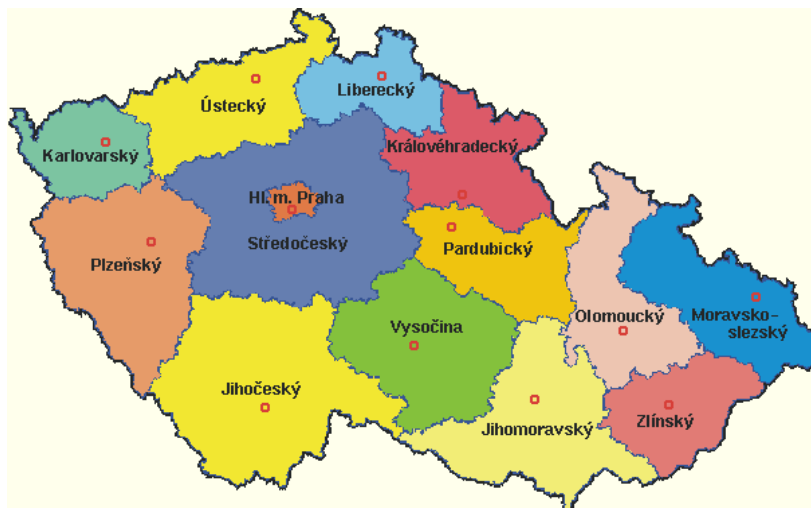 Liberecký
Ústecký
Královéhradecký
Karlovarský
Hl. m. Praha
Středočeský
Pardubický
Plzeňský
Olomoucký
Moravsko-
slezský
Vysočina
Jihočeský
Zlínský
Jihomoravský